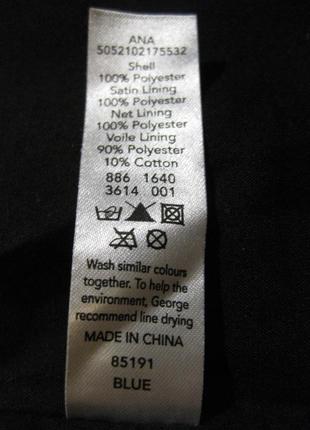 ANA
5052102175532
Shell
100% Polyester
Satin Lining
100% Polyester
Net Lining
100% Polyester
Voile Lining
90% Polyester
10% Cotton
886 1640
3614 001
Wash similar colours
together. To help the
environment, George
recommend line drying
MADE IN CHINA
85191
BLUE